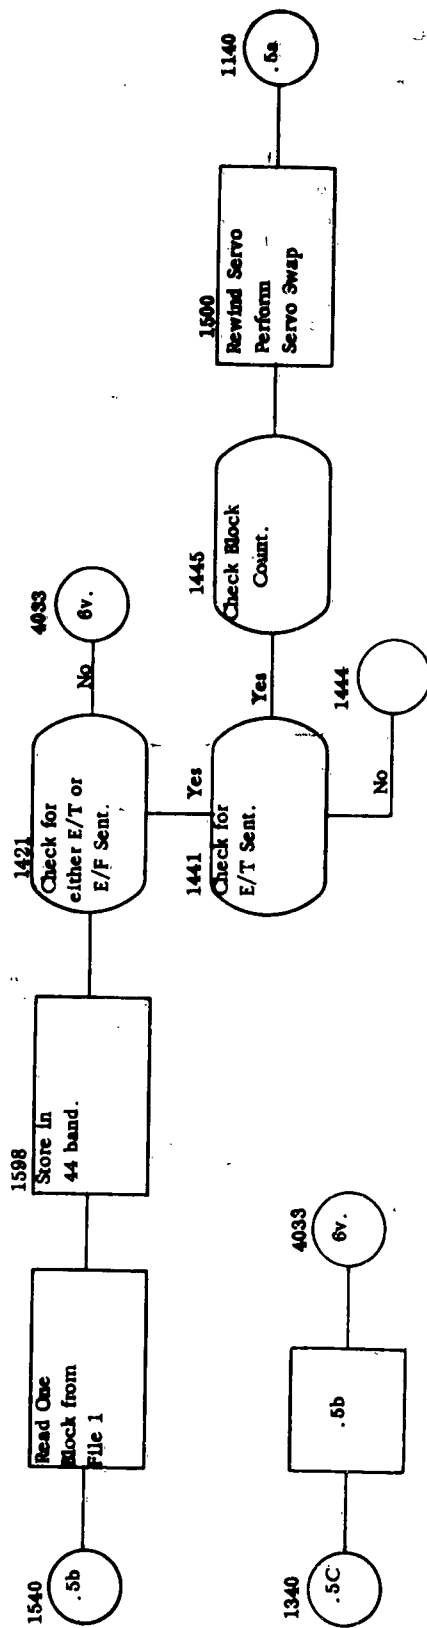 1540
.5b
Read One
Block from
File 1
1598
Store in
44 band.
1421
Check for
either E/T or
E/F Sent.
No
4033
6v.
Yes
1441
Check for
E/T Sent.
No
1444
Yes
1445
Check Block
Count.
1500
Rewind Servo
Perform
Servo Swap
1140
.5a
1340
.5C
.5b
4033
6v.